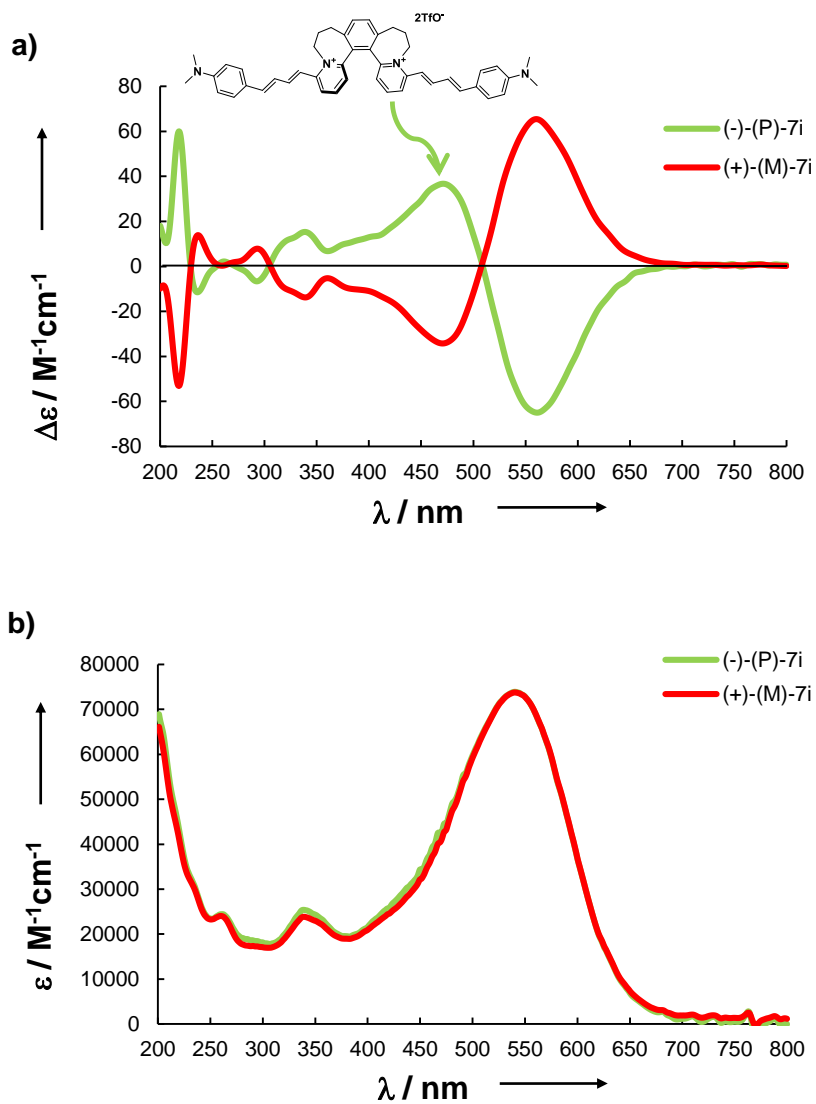 a)
2TfO⁻
N N⁺ N⁺ N
80
60
40
20
0
-20
-40
-60
-80
Δε / M⁻¹cm⁻¹
(-)-(P)-7i
(+)-(M)-7i
200 250 300 350 400 450 500 550 600 650 700 750 800
λ / nm
b)
80000
70000
60000
50000
40000
30000
20000
10000
0
ε / M⁻¹cm⁻¹
(-)-(P)-7i
(+)-(M)-7i
200 250 300 350 400 450 500 550 600 650 700 750 800
λ / nm